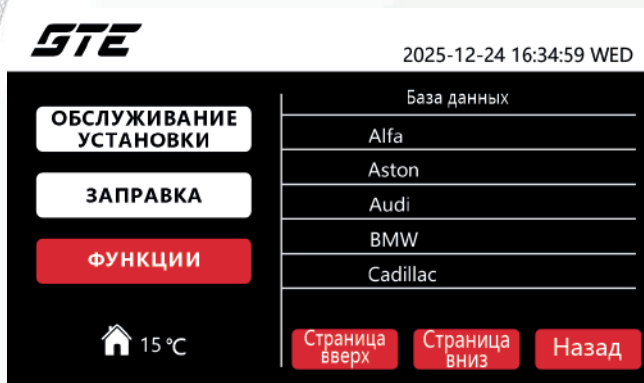 GTE
2025-12-24 16:34:59 WED
ОБСЛУЖИВАНИЕ
УСТАНОВКИ
ЗАПРАВКА
ФУНКЦИИ
15 °C
База данных
Alfa
Aston
Audi
BMW
Cadillac
Страница
вверх
Страница
вниз
Назад